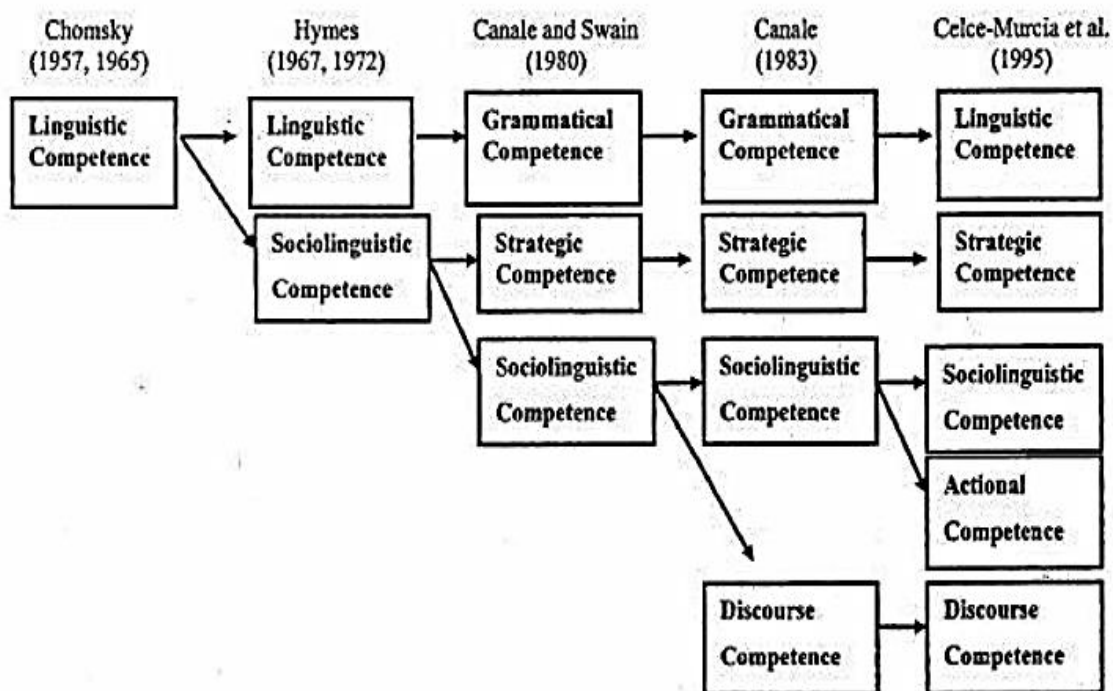 Chomsky
(1957, 1965)
Hymes
(1967, 1972)
Canale and Swain
(1980)
Canale
(1983)
Celce-Murcia et al.
(1995)
Linguistic
Competence
Linguistic
Competence
Grammatical
Competence
Grammatical
Competence
Linguistic
Competence
Sociolinguistic
Competence
Strategic
Competence
Strategic
Competence
Strategic
Competence
Sociolinguistic
Competence
Sociolinguistic
Competence
Sociolinguistic
Competence
Actional
Competence
Discourse
Competence
Discourse
Competence